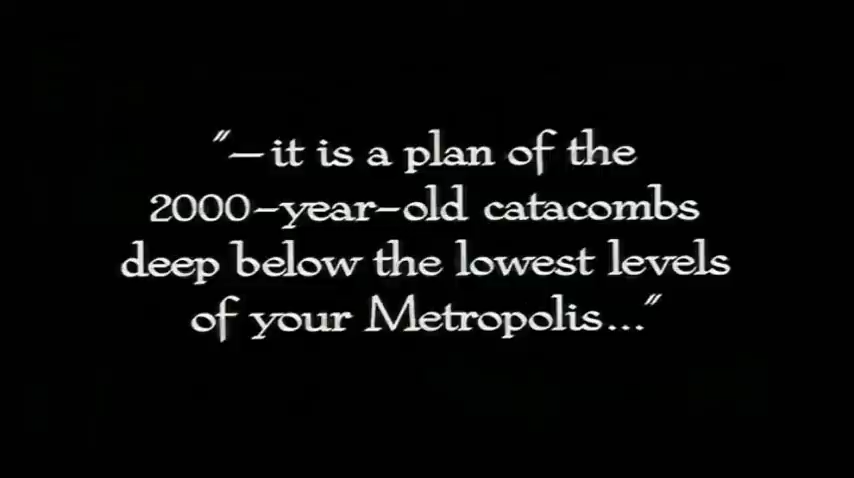 "—it is a plan of the
2000—year—old catacombs
deep below the lowest levels
of your Metropolis..."